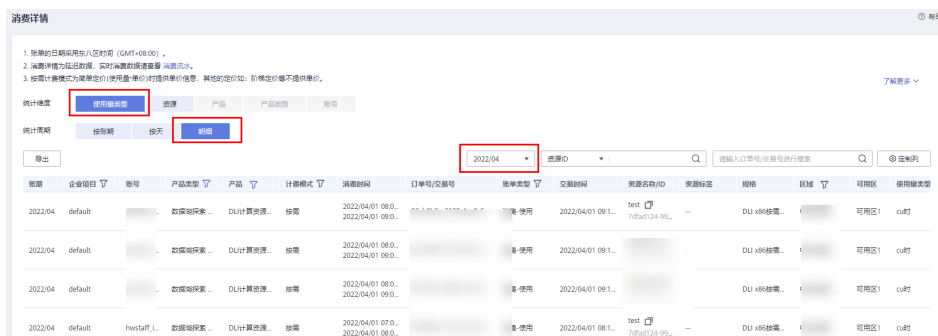 消费详情
帮
1. 账单的日期采用东八区时间（GMT+08:00）。
2. 消费详情为延迟数据，实时消费数据请查看 消费流水。
3. 按需计费模式为简单定价(使用量*单价)时提供单价信息，其他的定价如：阶梯定价等不提供单价。
了解更多
统计维度 使用量类型 资源 产品 产品类型 账号
统计周期 按账期 按天 明细
导出 2022/04 资源ID 请输入订单号/交易号进行搜索 定制列
账期 企业项目 账号 产品类型 产品 计费模式 消费时间 订单号/交易号 账单类型 交易时间 资源名称/ID 资源标签 规格 区域 可用区 使用量类型
2022/04 default 数据湖探索 ... DLI计算资源... 按需 2022/04/01 08:0... -使用 2022/04/01 09:1... test -- DLI x86按需... 可用区1 cu时
2022/04/01 09:0... 7dfad124-99...
2022/04 default 数据湖探索 ... DLI计算资源... 按需 2022/04/01 08:0... -使用 2022/04/01 09:1... DLI x86按需... 可用区1 cu时
2022/04/01 09:0...
2022/04 default 数据湖探索 ... DLI计算资源... 按需 2022/04/01 08:0... -使用 2022/04/01 09:1... DLI x86按需... 可用区1 cu时
2022/04/01 09:0...
2022/04 default hwstaff_i... 数据湖探索 ... DLI计算资源... 按需 2022/04/01 07:0... -使用 2022/04/01 08:1... test -- DLI x86按需... 可用区1 cu时
2022/04/01 08:0... 7dfad124-99...